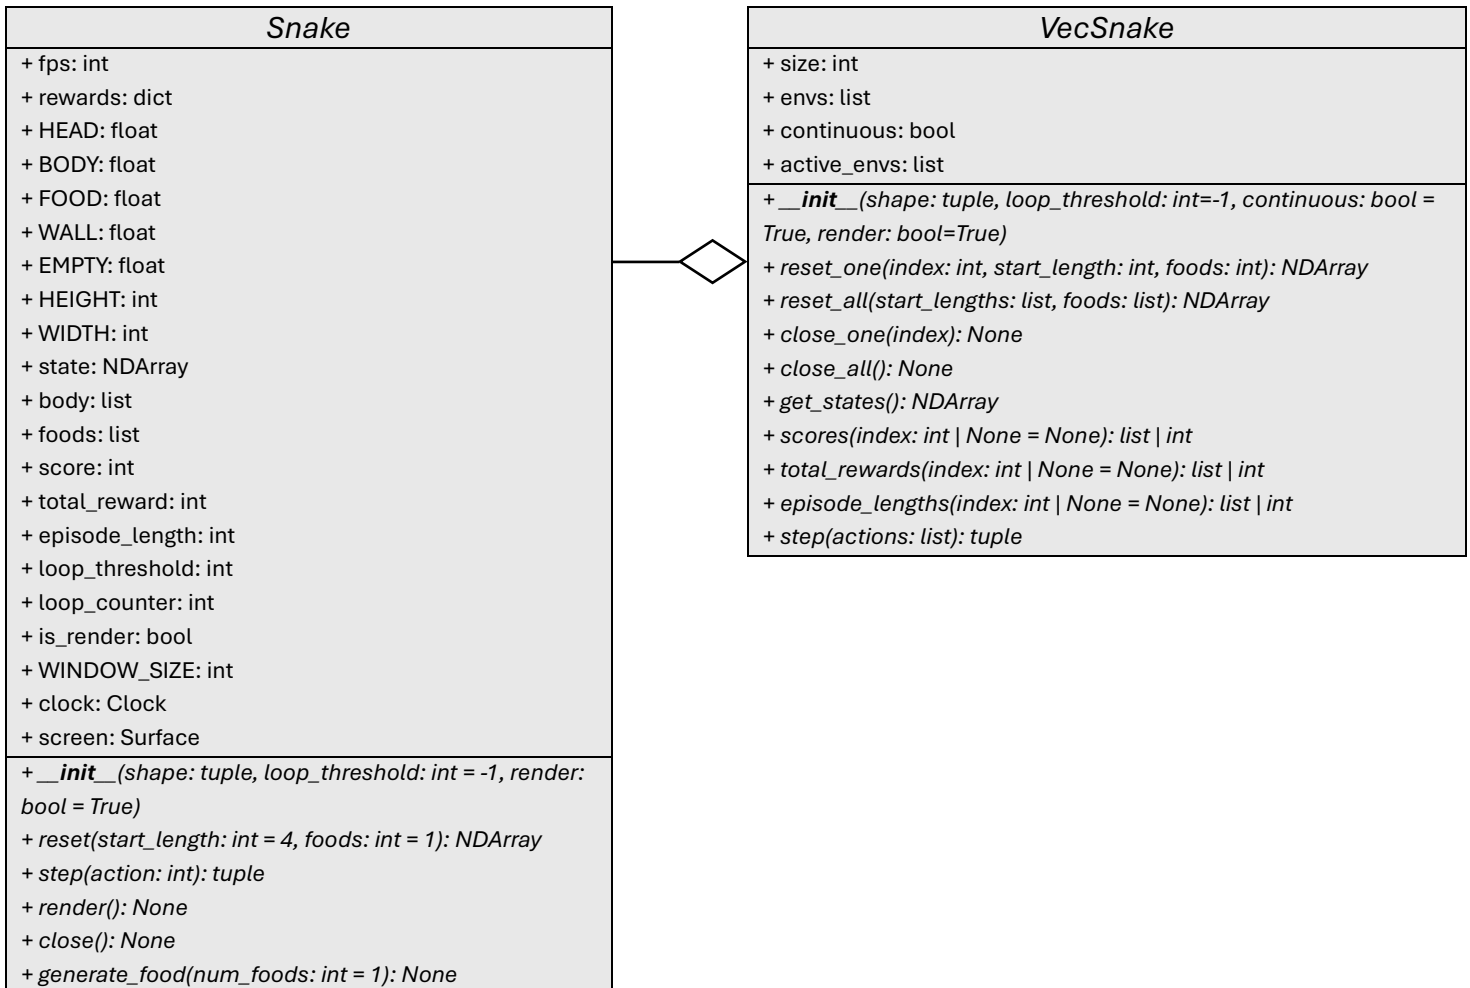 Snake
+ fps: int
+ rewards: dict
+ HEAD: float
+ BODY: float
+ FOOD: float
+ WALL: float
+ EMPTY: float
+ HEIGHT: int
+ WIDTH: int
+ state: NDArray
+ body: list
+ foods: list
+ score: int
+ total_reward: int
+ episode_length: int
+ loop_threshold: int
+ loop_counter: int
+ is_render: bool
+ WINDOW_SIZE: int
+ clock: Clock
+ screen: Surface
+ __init__(shape: tuple, loop_threshold: int = -1, render:
bool = True)
+ reset(start_length: int = 4, foods: int = 1): NDArray
+ step(action: int): tuple
+ render(): None
+ close(): None
+ generate_food(num_foods: int = 1): None
VecSnake
+ size: int
+ envs: list
+ continuous: bool
+ active_envs: list
+ __init__(shape: tuple, loop_threshold: int=-1, continuous: bool =
True, render: bool=True)
+ reset_one(index: int, start_length: int, foods: int): NDArray
+ reset_all(start_lengths: list, foods: list): NDArray
+ close_one(index): None
+ close_all(): None
+ get_states(): NDArray
+ scores(index: int | None = None): list | int
+ total_rewards(index: int | None = None): list | int
+ episode_lengths(index: int | None = None): list | int
+ step(actions: list): tuple